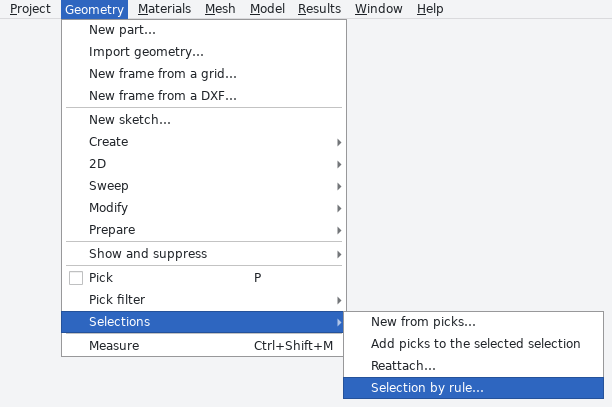 Project Geometry Materials Mesh Model Results Window Help
New part...
Import geometry...
New frame from a grid...
New frame from a DXF...
New sketch...
Create
2D
Sweep
Modify
Prepare
Show and suppress
Pick P
Pick filter
Selections
Measure Ctrl+Shift+M
New from picks...
Add picks to the selected selection
Reattach...
Selection by rule...